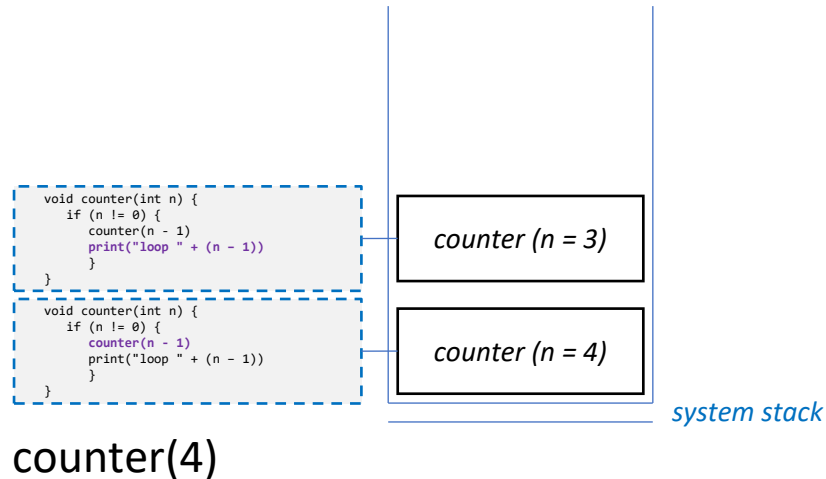 void counter(int n) {
if (n != 0) {
counter(n - 1)
print("loop " + (n – 1))
}
}
counter (n = 3)
void counter(int n) {
if (n != 0) {
counter(n - 1)
print("loop " + (n – 1))
}
}
counter (n = 4)
system stack
counter(4)